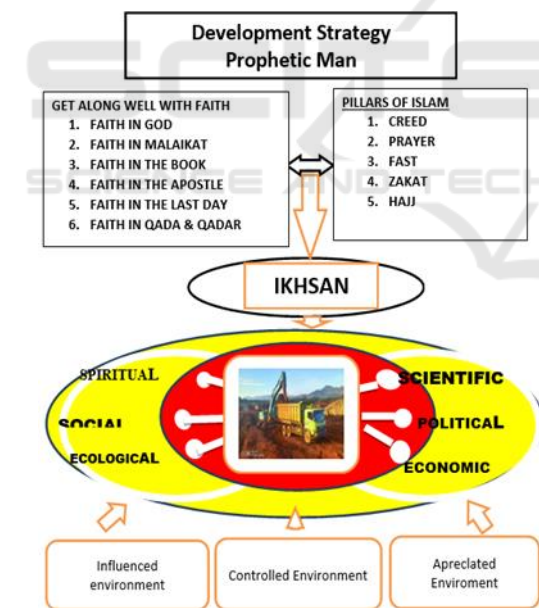 Development Strategy
Prophetic Man
GET ALONG WELL WITH FAITH
1. FAITH IN GOD
2. FAITH IN MALAIKAT
3. FAITH IN THE BOOK
4. FAITH IN THE APOSTLE
5. FAITH IN THE LAST DAY
6. FAITH IN QADA & QADAR
PILLARS OF ISLAM
1. CREED
2. PRAYER
3. FAST
4. ZAKAT
5. HAJJ
SCIENCE AND TECH
IKHSAN
SPIRITUAL
SOCIAL
ECOLOGICAL
SCIENTIFIC
POLITICAL
ECONOMIC
Influenced
environment
Controlled Environment
Apreclated
Enviroment